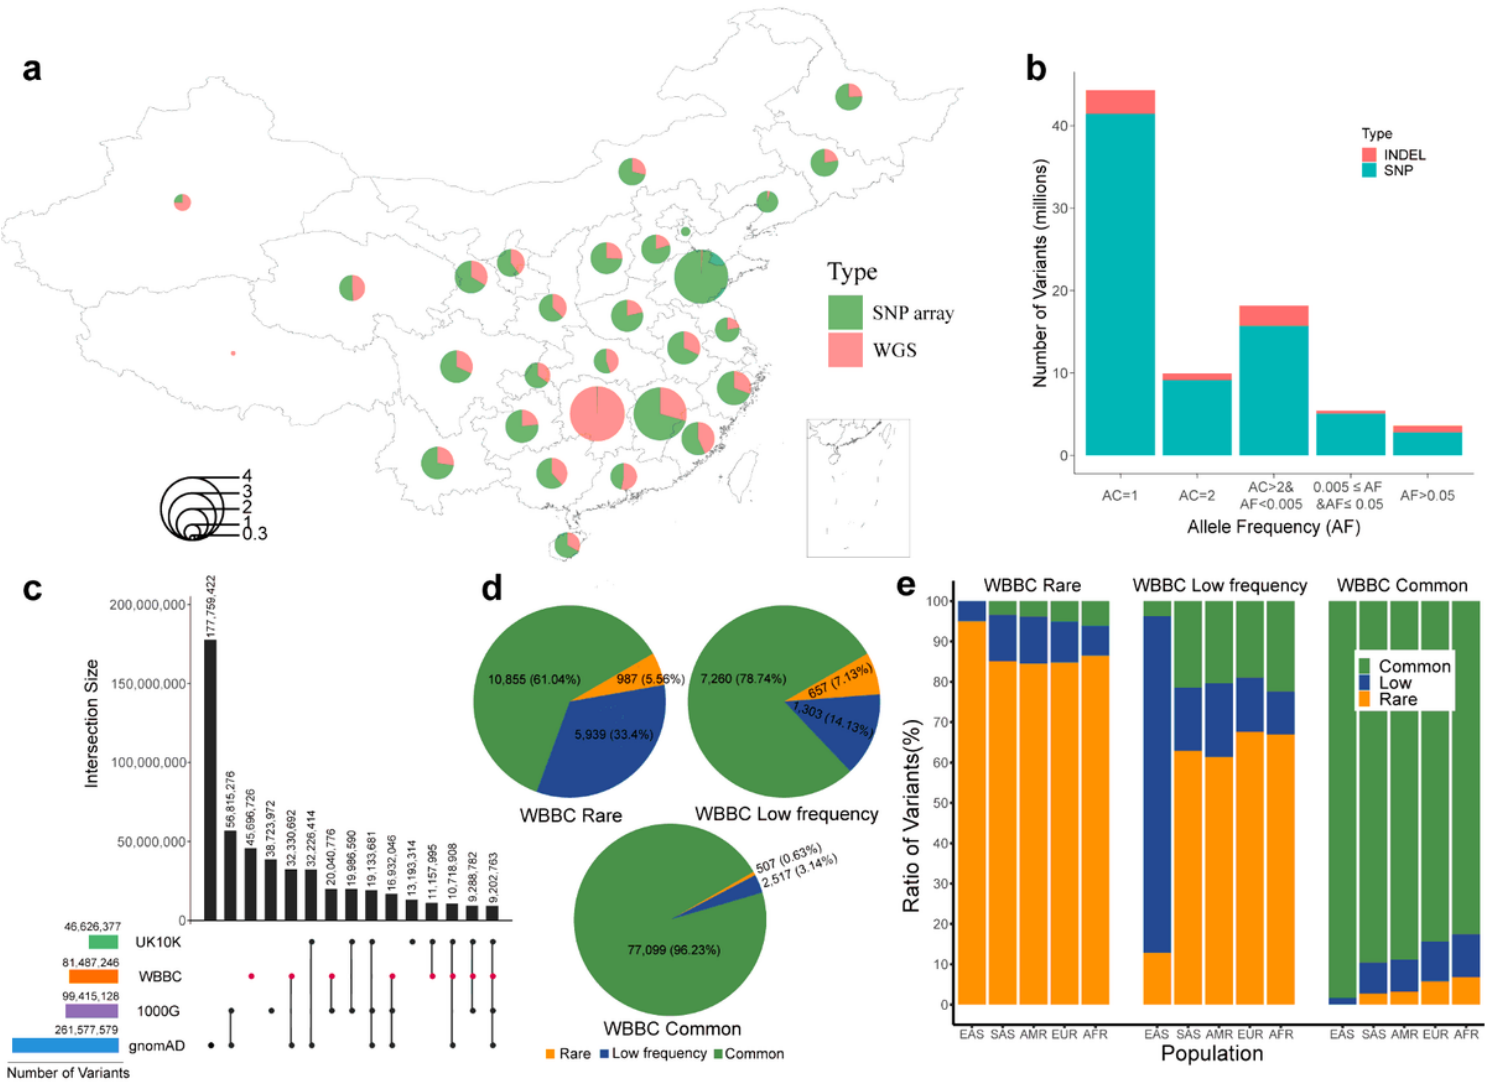 a
Type
SNP array
WGS
4
3
2
1
0.3
b
Number of Variants (millions)
40
30
20
10
0
Type
INDEL
SNP
AC=1
AC=2
AC>2&
AF<0.005
0.005 ≤ AF
&AF≤ 0.05
AF>0.05
Allele Frequency (AF)
c
Intersection Size
200,000,000
150,000,000
100,000,000
50,000,000
0
177,759,422
56,815,276
45,696,726
38,723,972
32,330,692
32,226,414
20,040,776
19,986,590
19,133,681
16,932,046
13,193,314
11,157,995
10,718,908
9,288,782
9,202,763
46,626,377
UK10K
81,487,246
WBBC
99,415,128
1000G
261,577,579
gnomAD
Number of Variants
d
10,855 (61.04%)
987 (5.56%)
5,939 (33.4%)
WBBC Rare
7,260 (78.74%)
657 (7.13%)
1,303 (14.13%)
WBBC Low frequency
507 (0.63%)
2,517 (3.14%)
77,099 (96.23%)
WBBC Common
Rare
Low frequency
Common
e
WBBC Rare
WBBC Low frequency
WBBC Common
Ratio of Variants(%)
100
90
80
70
60
50
40
30
20
10
0
Common
Low
Rare
EAS SAS AMR EUR AFR
EAS SAS AMR EUR AFR
EAS SAS AMR EUR AFR
Population